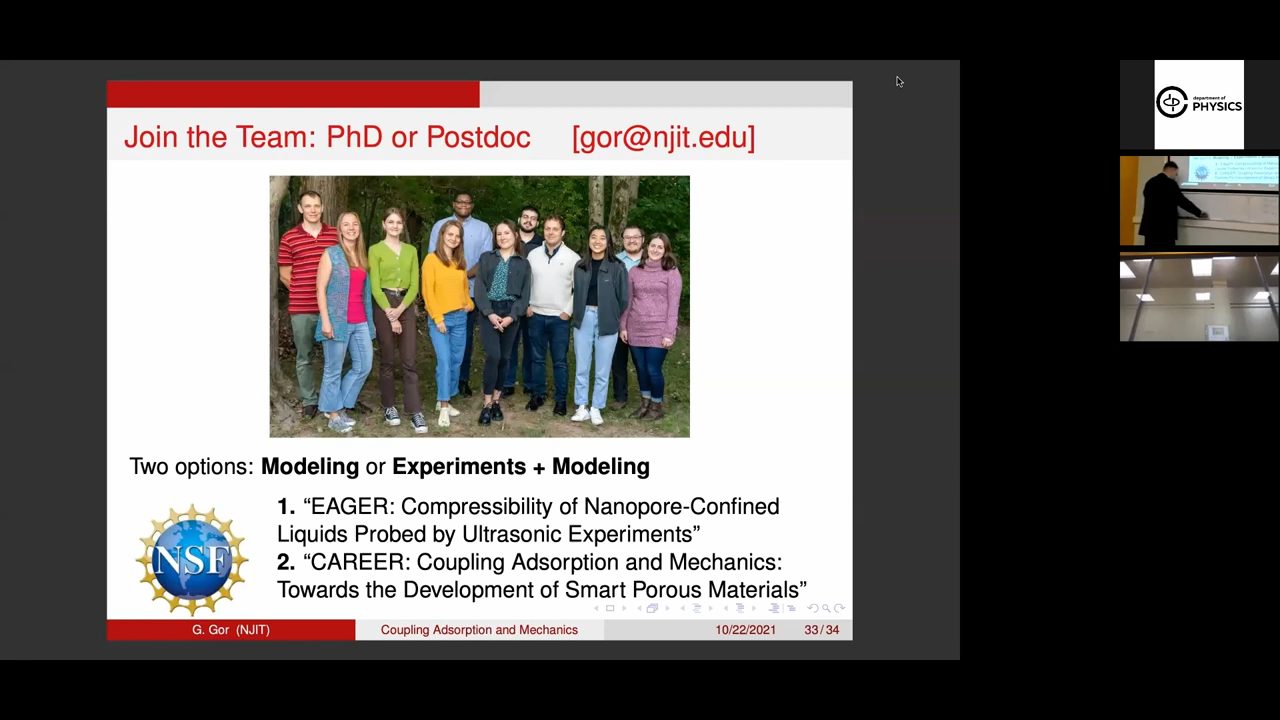 Join the Team: PhD or Postdoc [gor@njit.edu]
Two options: Modeling or Experiments + Modeling
1. “EAGER: Compressibility of Nanopore-Confined
Liquids Probed by Ultrasonic Experiments”
2. “CAREER: Coupling Adsorption and Mechanics:
Towards the Development of Smart Porous Materials”
NSF
G. Gor (NJIT)
Coupling Adsorption and Mechanics
10/22/2021
33/34
department of
PHYSICS